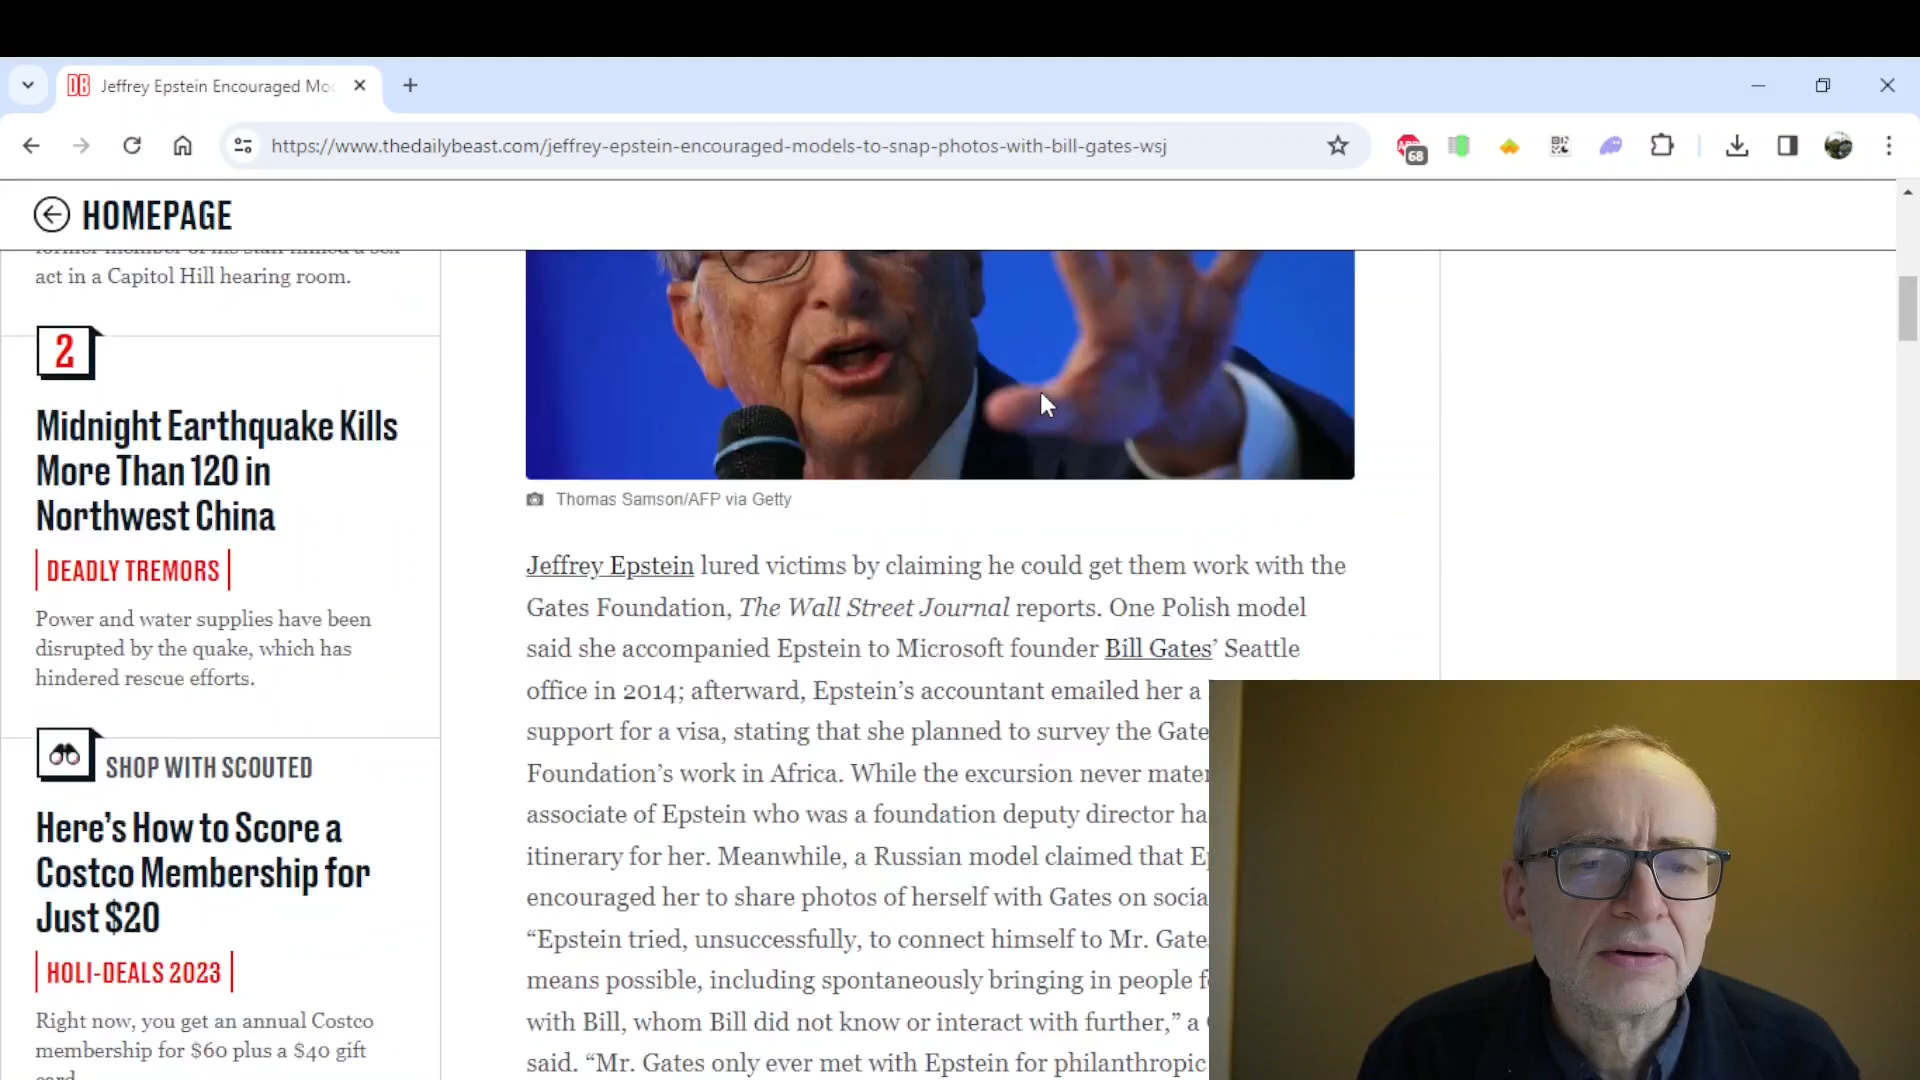 Jeffrey Epstein Encouraged Mo
https://www.thedailybeast.com/jeffrey-epstein-encouraged-models-to-snap-photos-with-bill-gates-wsj
68
HOMEPAGE
act in a Capitol Hill hearing room.
2
Midnight Earthquake Kills
More Than 120 in
Northwest China
DEADLY TREMORS
Power and water supplies have been
disrupted by the quake, which has
hindered rescue efforts.
SHOP WITH SCOUTED
Here’s How to Score a
Costco Membership for
Just $20
HOLI-DEALS 2023
Right now, you get an annual Costco
membership for $60 plus a $40 gift
Thomas Samson/AFP via Getty
Jeffrey Epstein lured victims by claiming he could get them work with the
Gates Foundation, The Wall Street Journal reports. One Polish model
said she accompanied Epstein to Microsoft founder Bill Gates’ Seattle
office in 2014; afterward, Epstein’s accountant emailed her a
support for a visa, stating that she planned to survey the Gate
Foundation’s work in Africa. While the excursion never mater
associate of Epstein who was a foundation deputy director ha
itinerary for her. Meanwhile, a Russian model claimed that Ep
encouraged her to share photos of herself with Gates on socia
“Epstein tried, unsuccessfully, to connect himself to Mr. Gate
means possible, including spontaneously bringing in people f
with Bill, whom Bill did not know or interact with further,” a
said. “Mr. Gates only ever met with Epstein for philanthropic